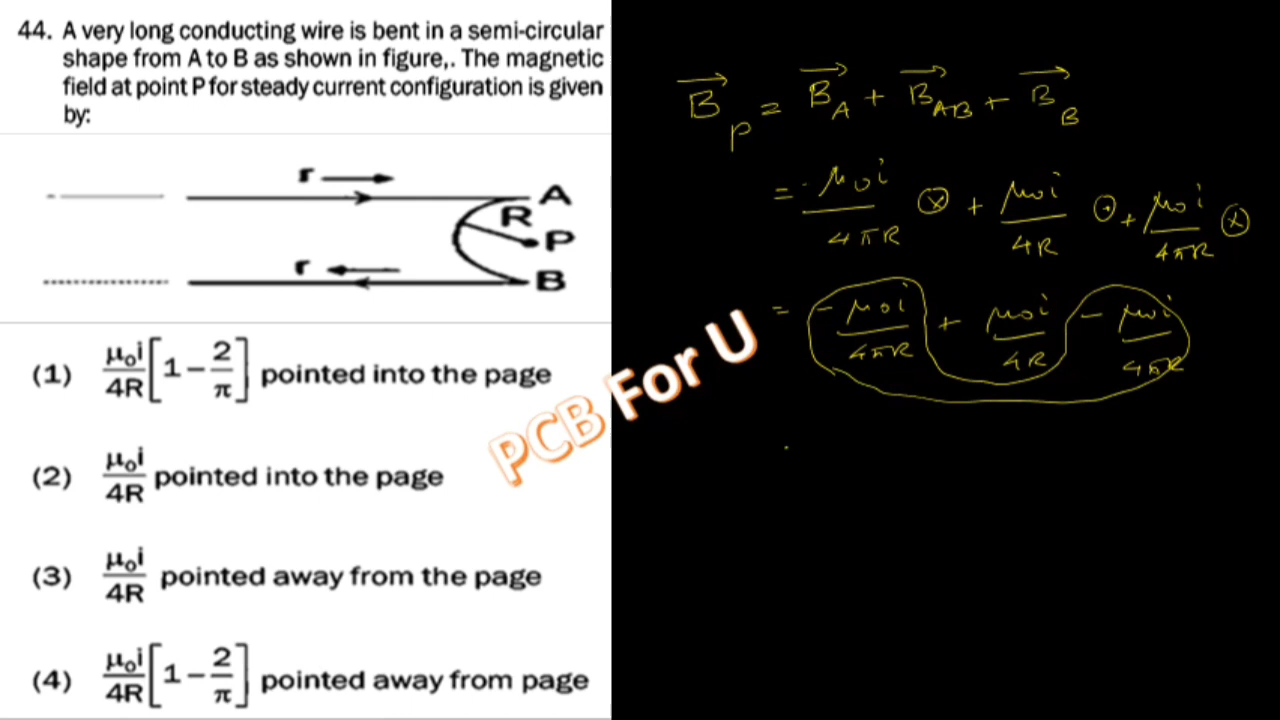 44. A very long conducting wire is bent in a semi-circular
shape from A to B as shown in figure,. The magnetic
field at point P for steady current configuration is given
by:
r
A
R
P
r
B
(1) μ₀i/4R [1 - 2/π] pointed into the page
(2) μ₀i/4R pointed into the page
(3) μ₀i/4R pointed away from the page
(4) μ₀i/4R [1 - 2/π] pointed away from page
PCB For U
B⃗_P = B⃗_A + B⃗_AB + B⃗_B
= μ₀i/4πR ⊗ + μ₀i/4R ⊙ + μ₀i/4πR ⊗
= - μ₀i/4πR + μ₀i/4R - μ₀i/4πR